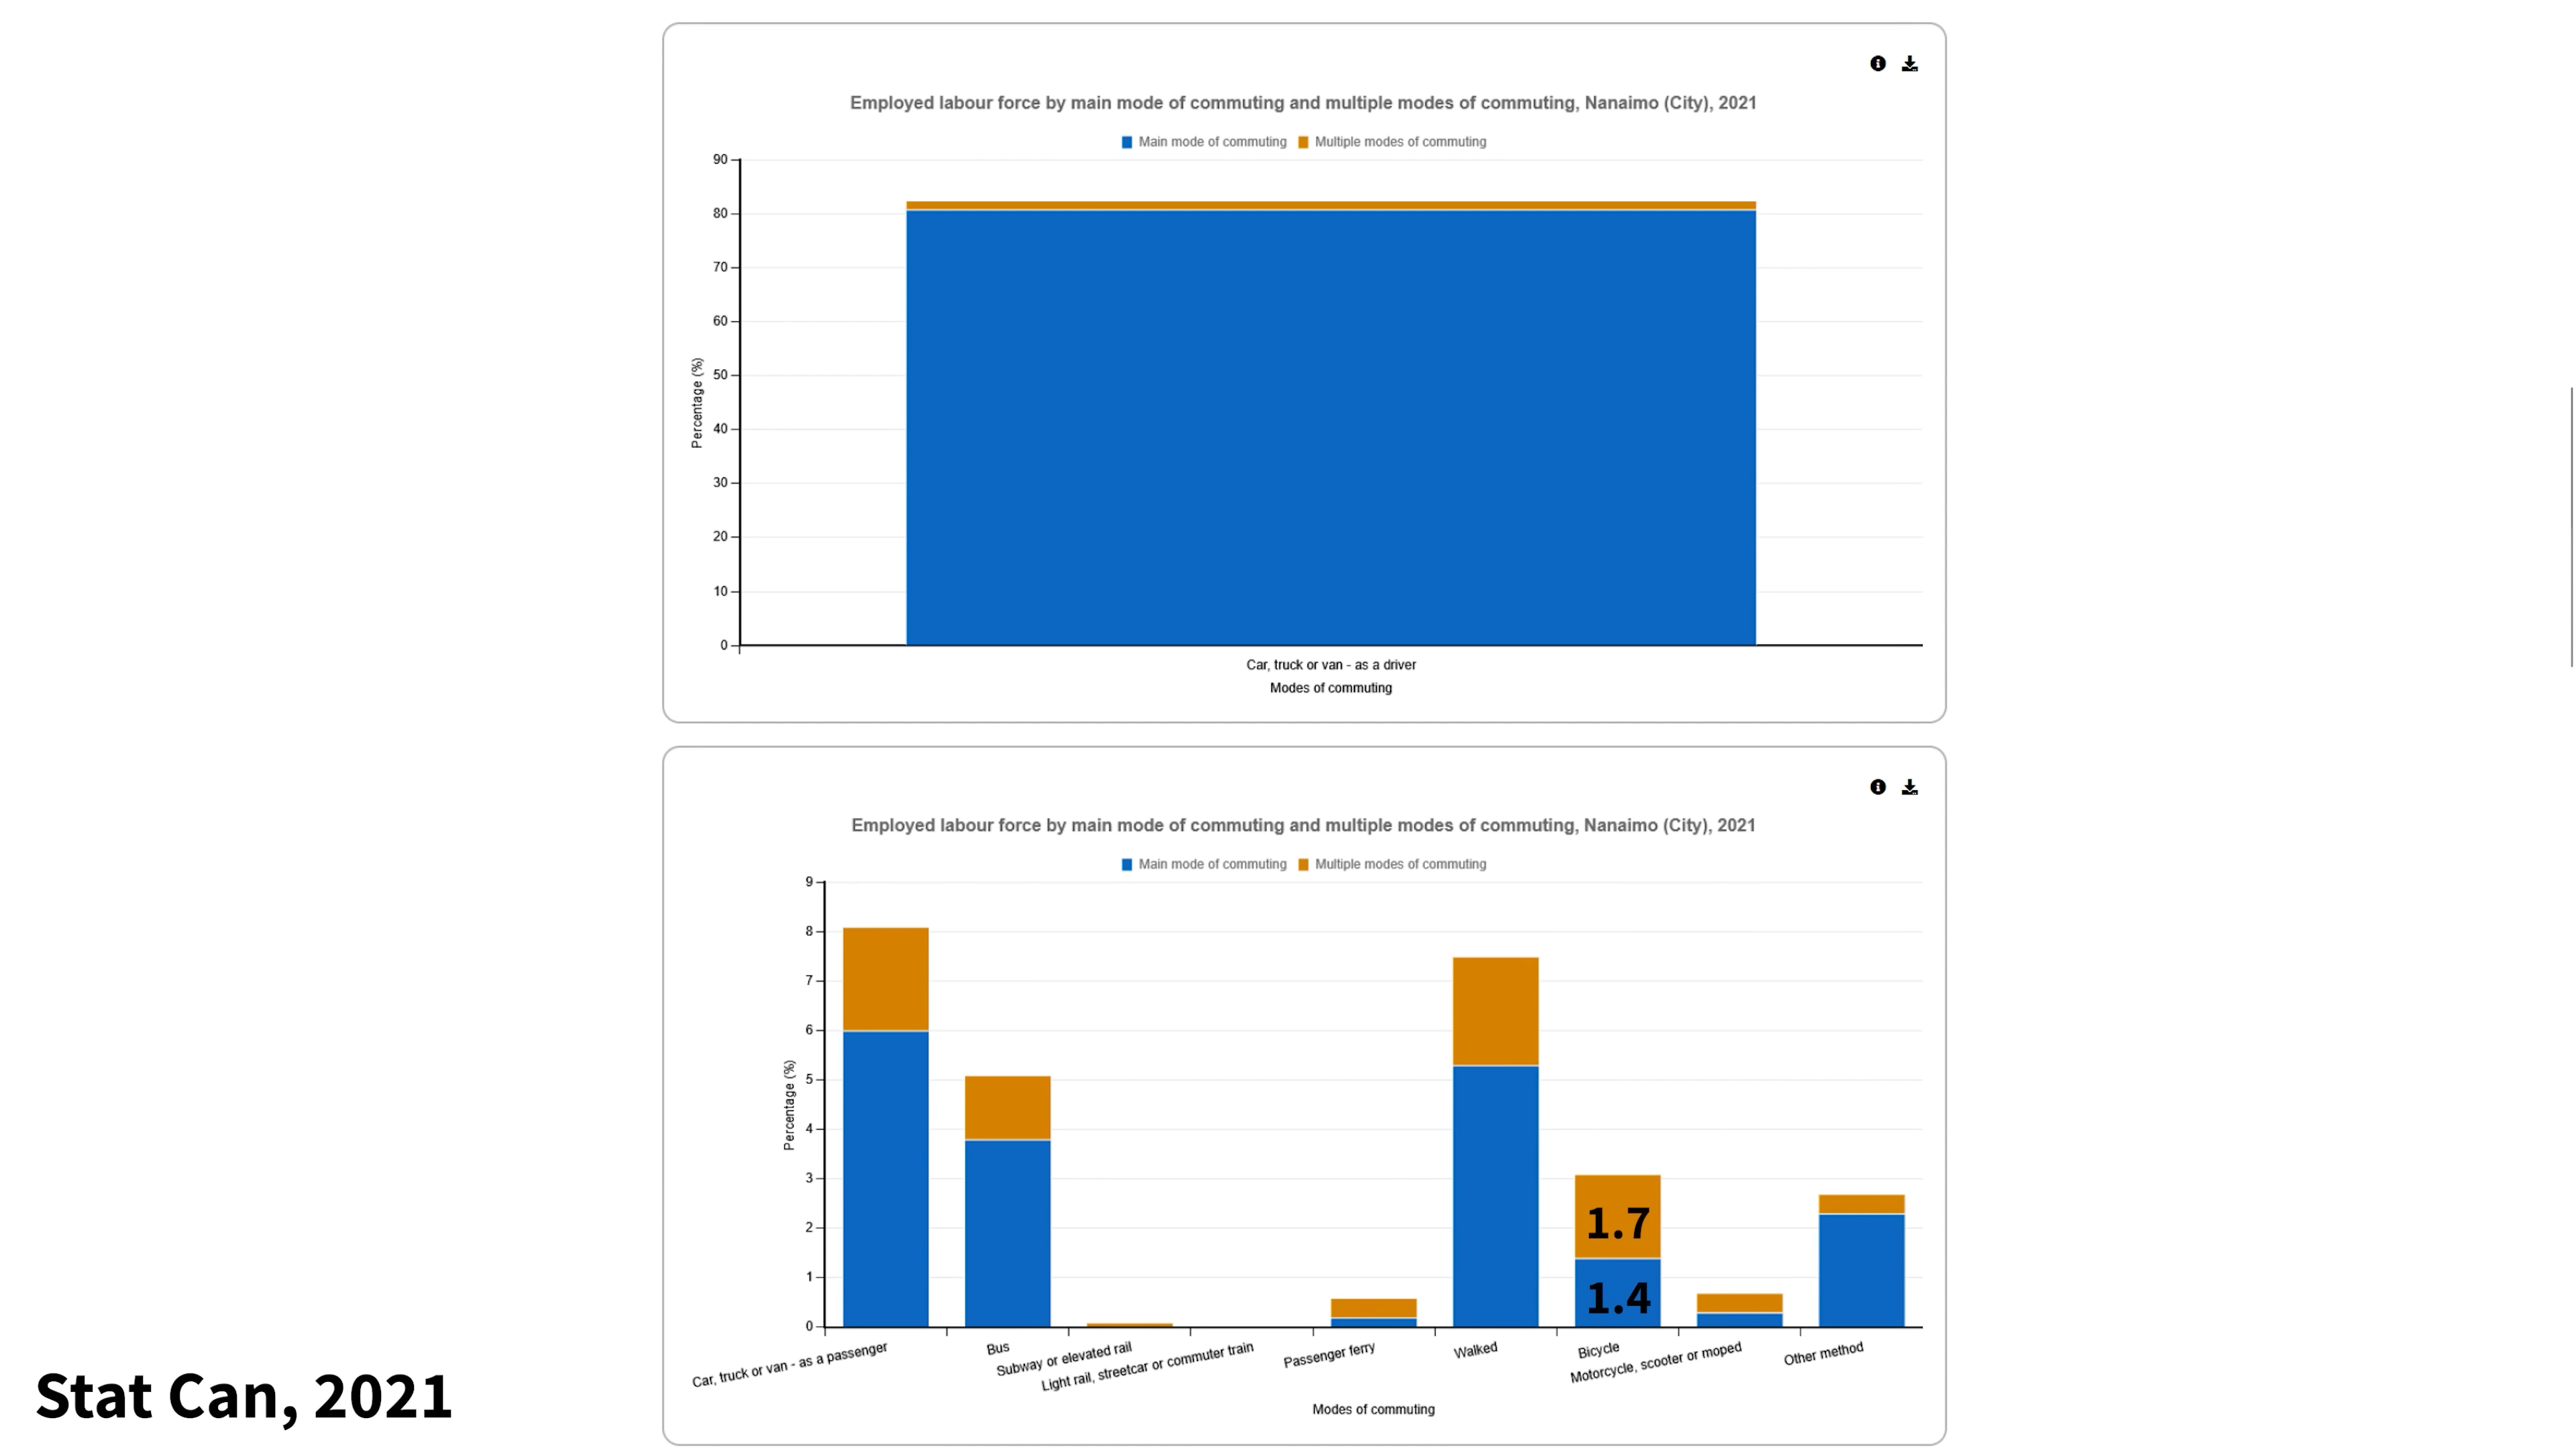 Employed labour force by main mode of commuting and multiple modes of commuting, Nanaimo (City), 2021
Main mode of commuting Multiple modes of commuting
90
80
70
60
50
40
30
20
10
0
Percentage (%)
Car, truck or van - as a driver
Modes of commuting
Employed labour force by main mode of commuting and multiple modes of commuting, Nanaimo (City), 2021
Main mode of commuting Multiple modes of commuting
9
8
7
6
5
4
3
2
1
0
Percentage (%)
1.7
1.4
Car, truck or van - as a passenger
Bus
Subway or elevated rail
Light rail, streetcar or commuter train
Passenger ferry
Walked
Bicycle
Motorcycle, scooter or moped
Other method
Modes of commuting
Stat Can, 2021